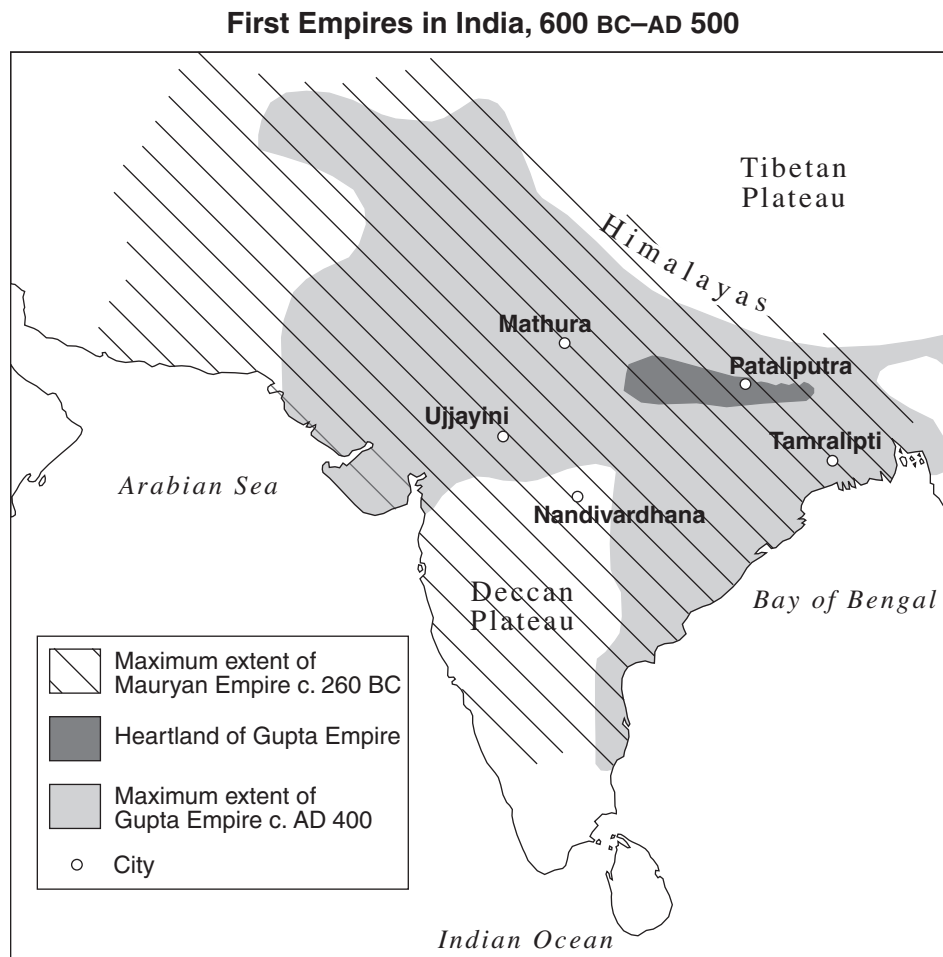 First Empires in India, 600 BC–AD 500
Tibetan
Plateau
Himalayas
Mathura
Pataliputra
Ujjayini
Tamralipti
Arabian Sea
Nandivardhana
Deccan
Plateau
Bay of Bengal
Maximum extent of
Mauryan Empire c. 260 BC
Heartland of Gupta Empire
Maximum extent of
Gupta Empire c. AD 400
City
Indian Ocean